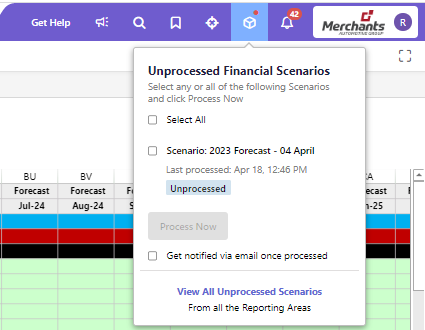 Get Help
42
Merchants
AUTOMOTIVE GROUP
R
Unprocessed Financial Scenarios
Select any or all of the following Scenarios
and click Process Now
Select All
Scenario: 2023 Forecast - 04 April
Last processed: Apr 18, 12:46 PM
Unprocessed
Process Now
Get notified via email once processed
View All Unprocessed Scenarios
From all the Reporting Areas
BU BV CA
Forecast Forecast
Jul-24 Aug-24